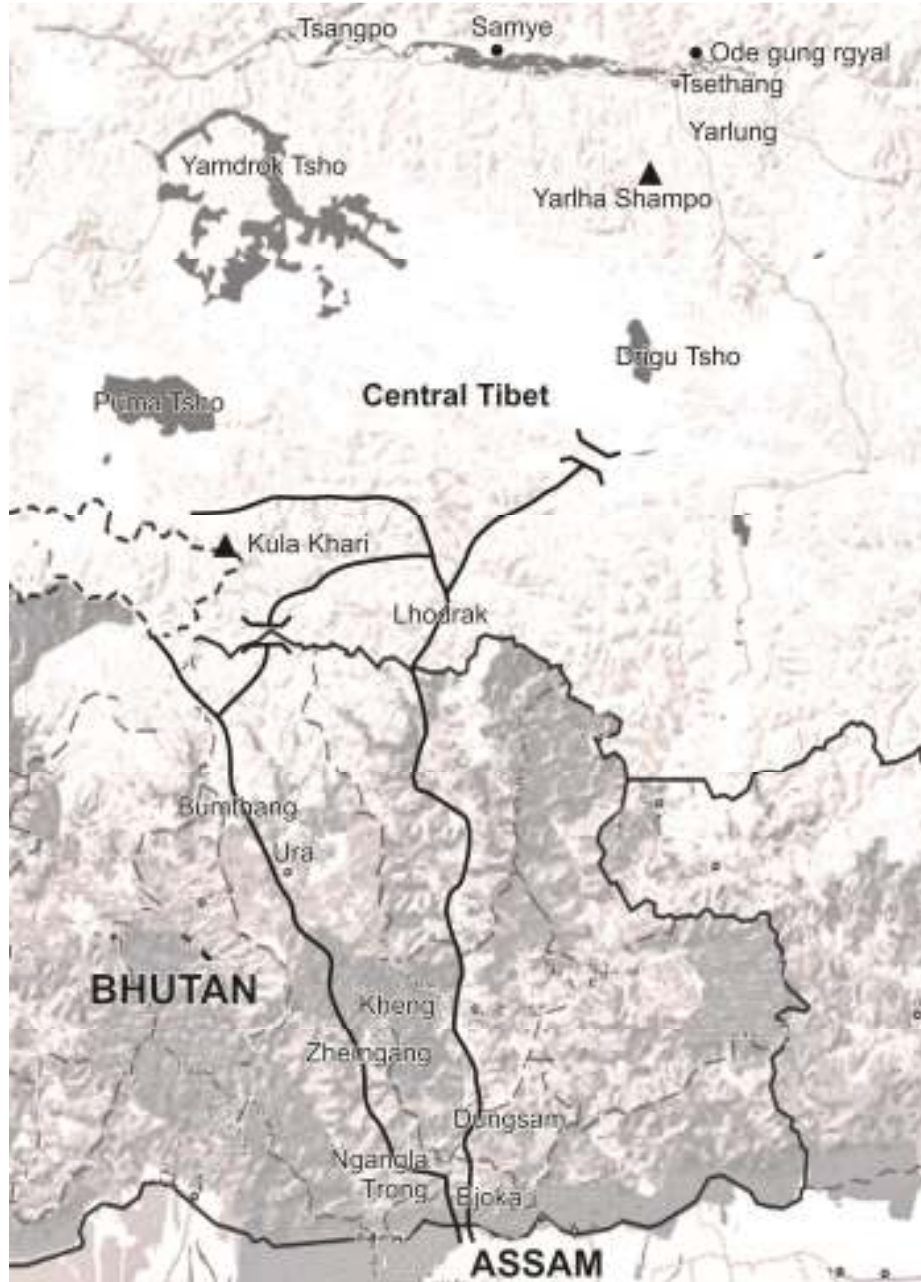 Tsangpo
Samye
Ode gung rgyal
Tsethang
Yarlung
Yamdrok Tsho
Yarlha Shampo
Drigu Tsho
Puma Tsho
Central Tibet
Kula Khari
Lhodrak
Bumthang
Ura
BHUTAN
Kheng
Zhemgang
Dungsam
Ngangla
Trong
Bjoka
ASSAM